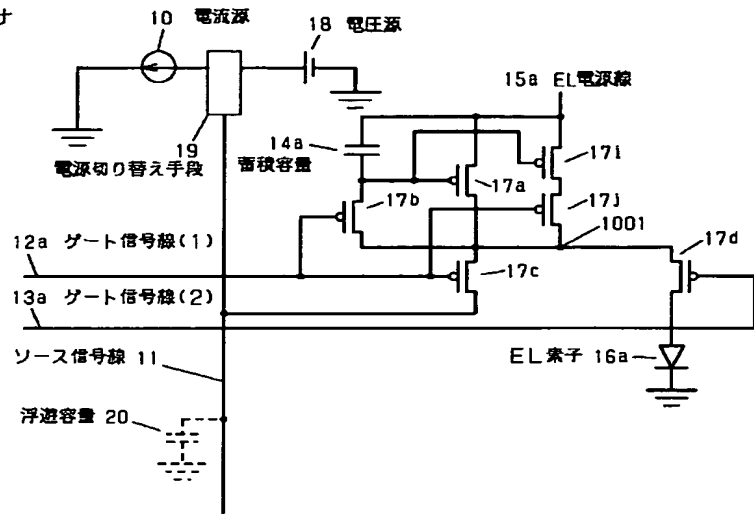 ナ
10 電流源
18 電圧源
15a EL電源線
19
電源切り替え手段
14a
蓄積容量
17i
17a
17b
17j
1001
17d
12a ゲート信号線(1)
17c
13a ゲート信号線(2)
ソース信号線 11
EL素子 16a
浮遊容量 20